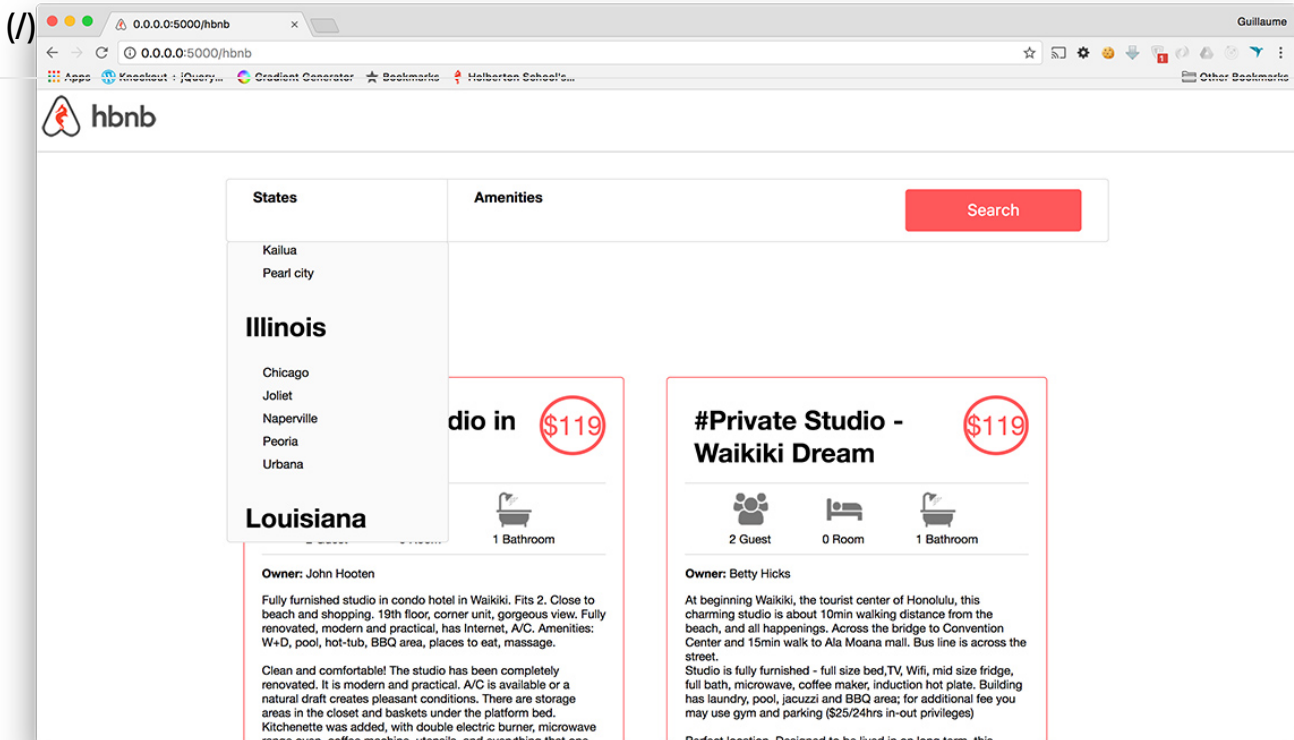 (/)
0.0.0.0:5000/hbnb
Guillaume
0.0.0.0:5000/hbnb
1
Apps Knockout + jQuery... Gradient Generator Bookmarks Holberton School's... Other Bookmarks
hbnb
States Amenities Search
Kailua
Pearl city
Illinois
Chicago
Joliet
Naperville
Peoria
Urbana
Louisiana
dio in $119
1 Bathroom
Owner: John Hooten
Fully furnished studio in condo hotel in Waikiki. Fits 2. Close to
beach and shopping. 19th floor, corner unit, gorgeous view. Fully
renovated, modern and practical, has Internet, A/C. Amenities:
W+D, pool, hot-tub, BBQ area, places to eat, massage.
Clean and comfortable! The studio has been completely
renovated. It is modern and practical. A/C is available or a
natural draft creates pleasant conditions. There are storage
areas in the closet and baskets under the platform bed.
Kitchenette was added, with double electric burner, microwave
#Private Studio -
Waikiki Dream
$119
2 Guest 0 Room 1 Bathroom
Owner: Betty Hicks
At beginning Waikiki, the tourist center of Honolulu, this
charming studio is about 10min walking distance from the
beach, and all happenings. Across the bridge to Convention
Center and 15min walk to Ala Moana mall. Bus line is across the
street.
Studio is fully furnished - full size bed,TV, Wifi, mid size fridge,
full bath, microwave, coffee maker, induction hot plate. Building
has laundry, pool, jacuzzi and BBQ area; for additional fee you
may use gym and parking ($25/24hrs in-out privileges)